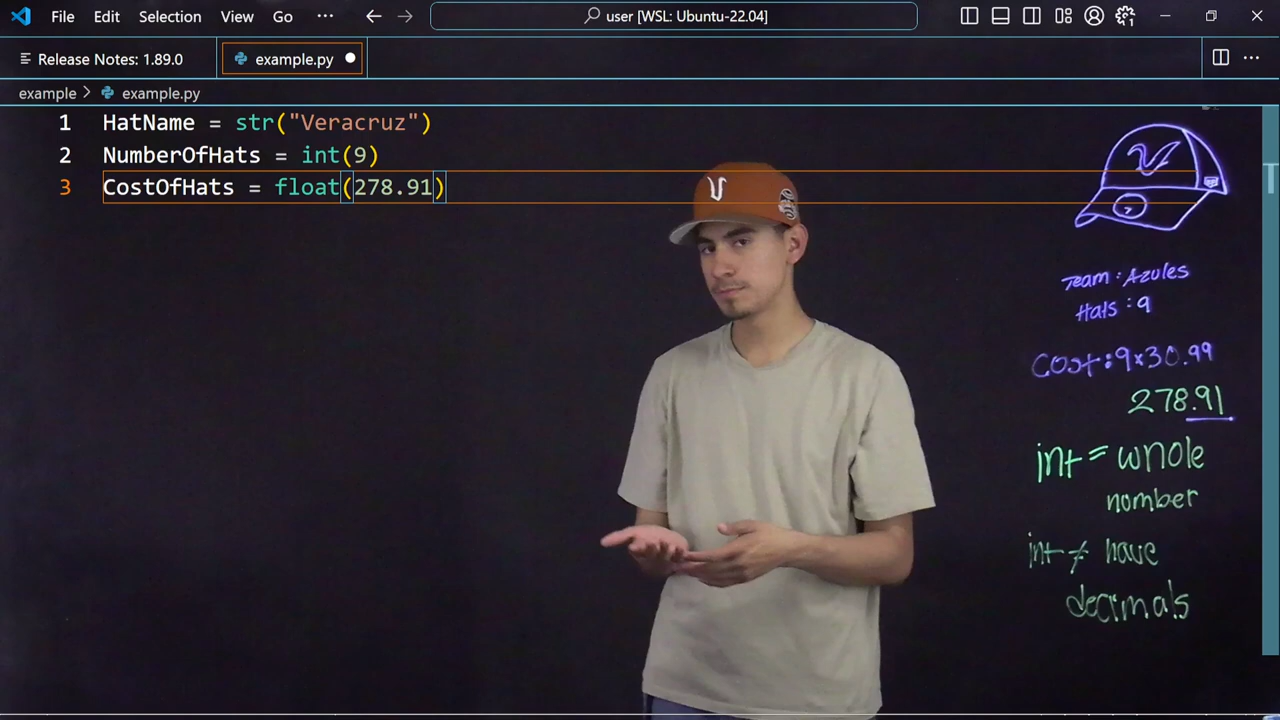 File Edit Selection View Go ··· user [WSL: Ubuntu-22.04]
Release Notes: 1.89.0 example.py
example > example.py
1 HatName = str("Veracruz")
2 NumberOfHats = int(9)
3 CostOfHats = float(278.91)
V
V
Team: Azules
Hats: 9
Cost: 9x30.99
278.91
int = whole
number
int ≠ have
decimals